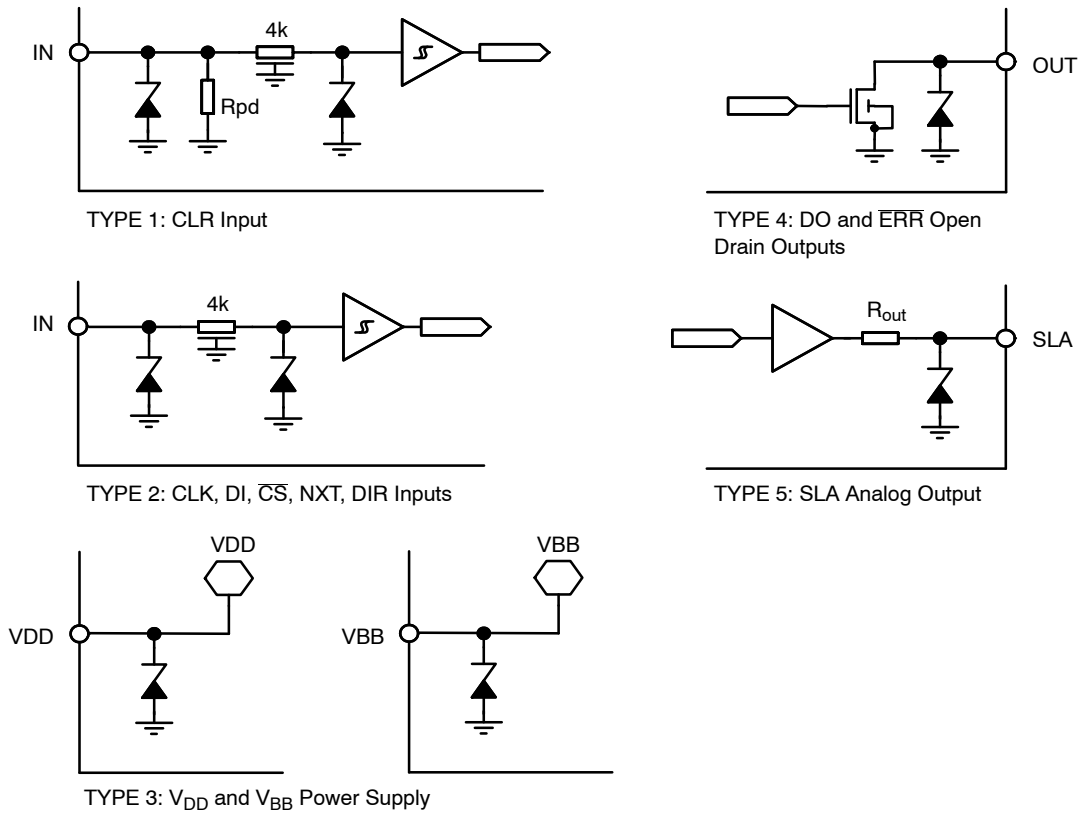 IN
4k
Rpd
TYPE 1: CLR Input
OUT
TYPE 4: DO and E̅R̅R̅ Open
Drain Outputs
IN
4k
TYPE 2: CLK, DI, C̅S̅, NXT, DIR Inputs
Rout
SLA
TYPE 5: SLA Analog Output
VDD
VDD
VBB
VBB
TYPE 3: VDD and VBB Power Supply